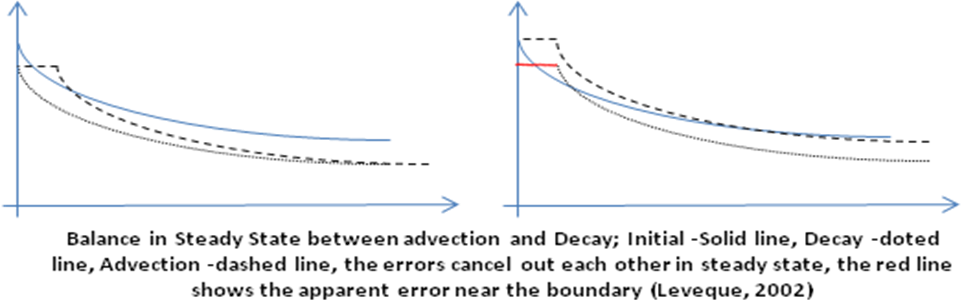 Balance in Steady State between advection and Decay; Initial -Solid line, Decay -doted
line, Advection -dashed line, the errors cancel out each other in steady state, the red line
shows the apparent error near the boundary (Leveque, 2002)